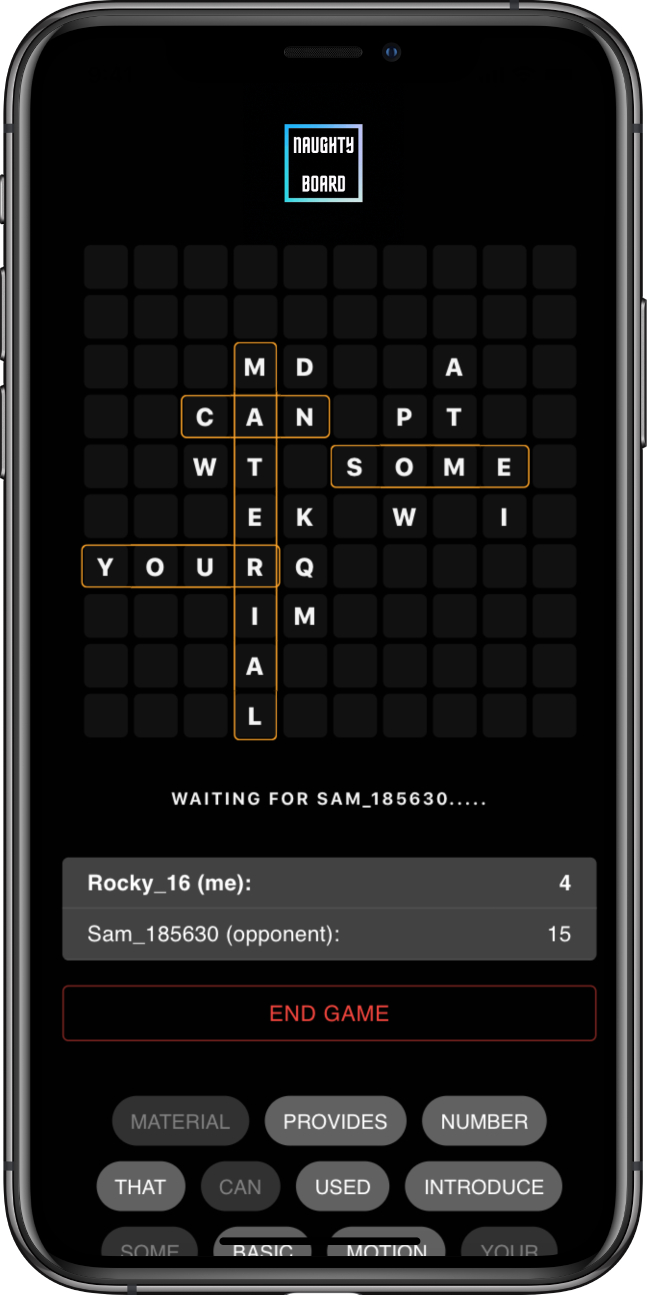 NAUGHTY
BOARD
M D A
C A N P T
W T S O M E
E K W I
Y O U R Q
I M
A
L
WAITING FOR SAM_185630.....
Rocky_16 (me): 4
Sam_185630 (opponent): 15
END GAME
MATERIAL PROVIDES NUMBER
THAT CAN USED INTRODUCE
SOME BASIC MOTION YOUR